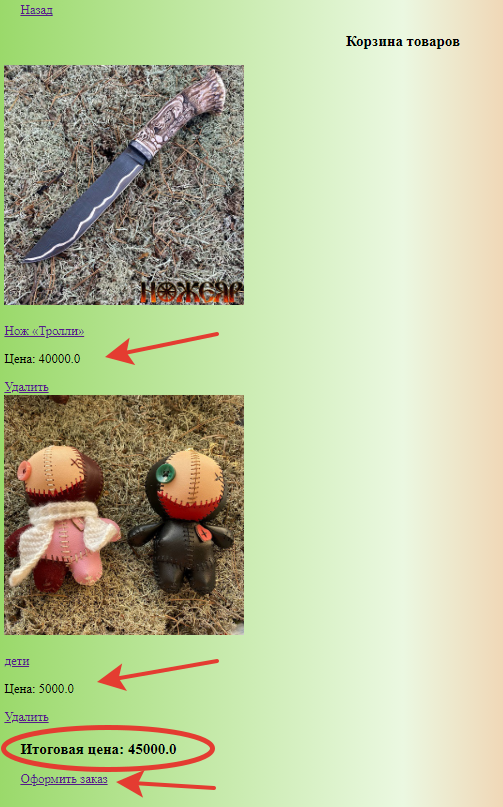 Назад
Корзина товаров
НОЖЕАР
Нож «Тролли»
Цена: 40000.0
Удалить
дети
Цена: 5000.0
Удалить
Итоговая цена: 45000.0
Оформить заказ